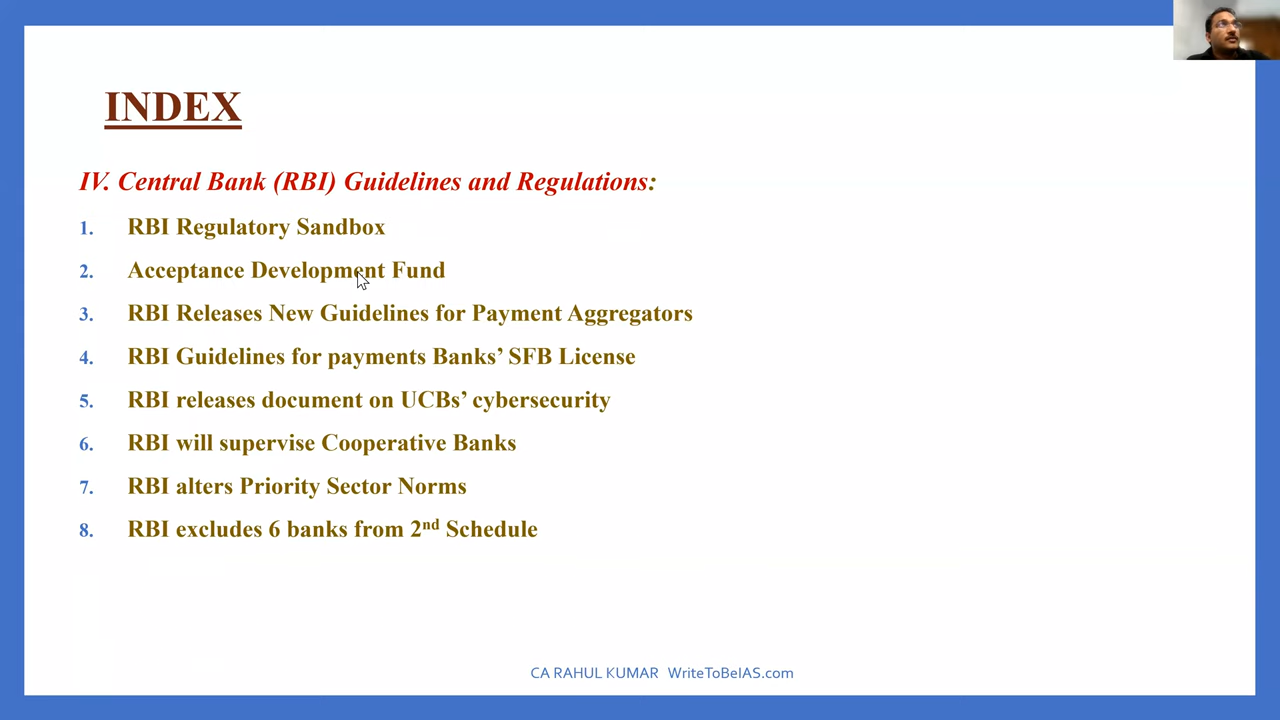 INDEX
IV. Central Bank (RBI) Guidelines and Regulations:
1. RBI Regulatory Sandbox
2. Acceptance Development Fund
3. RBI Releases New Guidelines for Payment Aggregators
4. RBI Guidelines for payments Banks’ SFB License
5. RBI releases document on UCBs’ cybersecurity
6. RBI will supervise Cooperative Banks
7. RBI alters Priority Sector Norms
8. RBI excludes 6 banks from 2nd Schedule
CA RAHUL KUMAR WriteToBeIAS.com